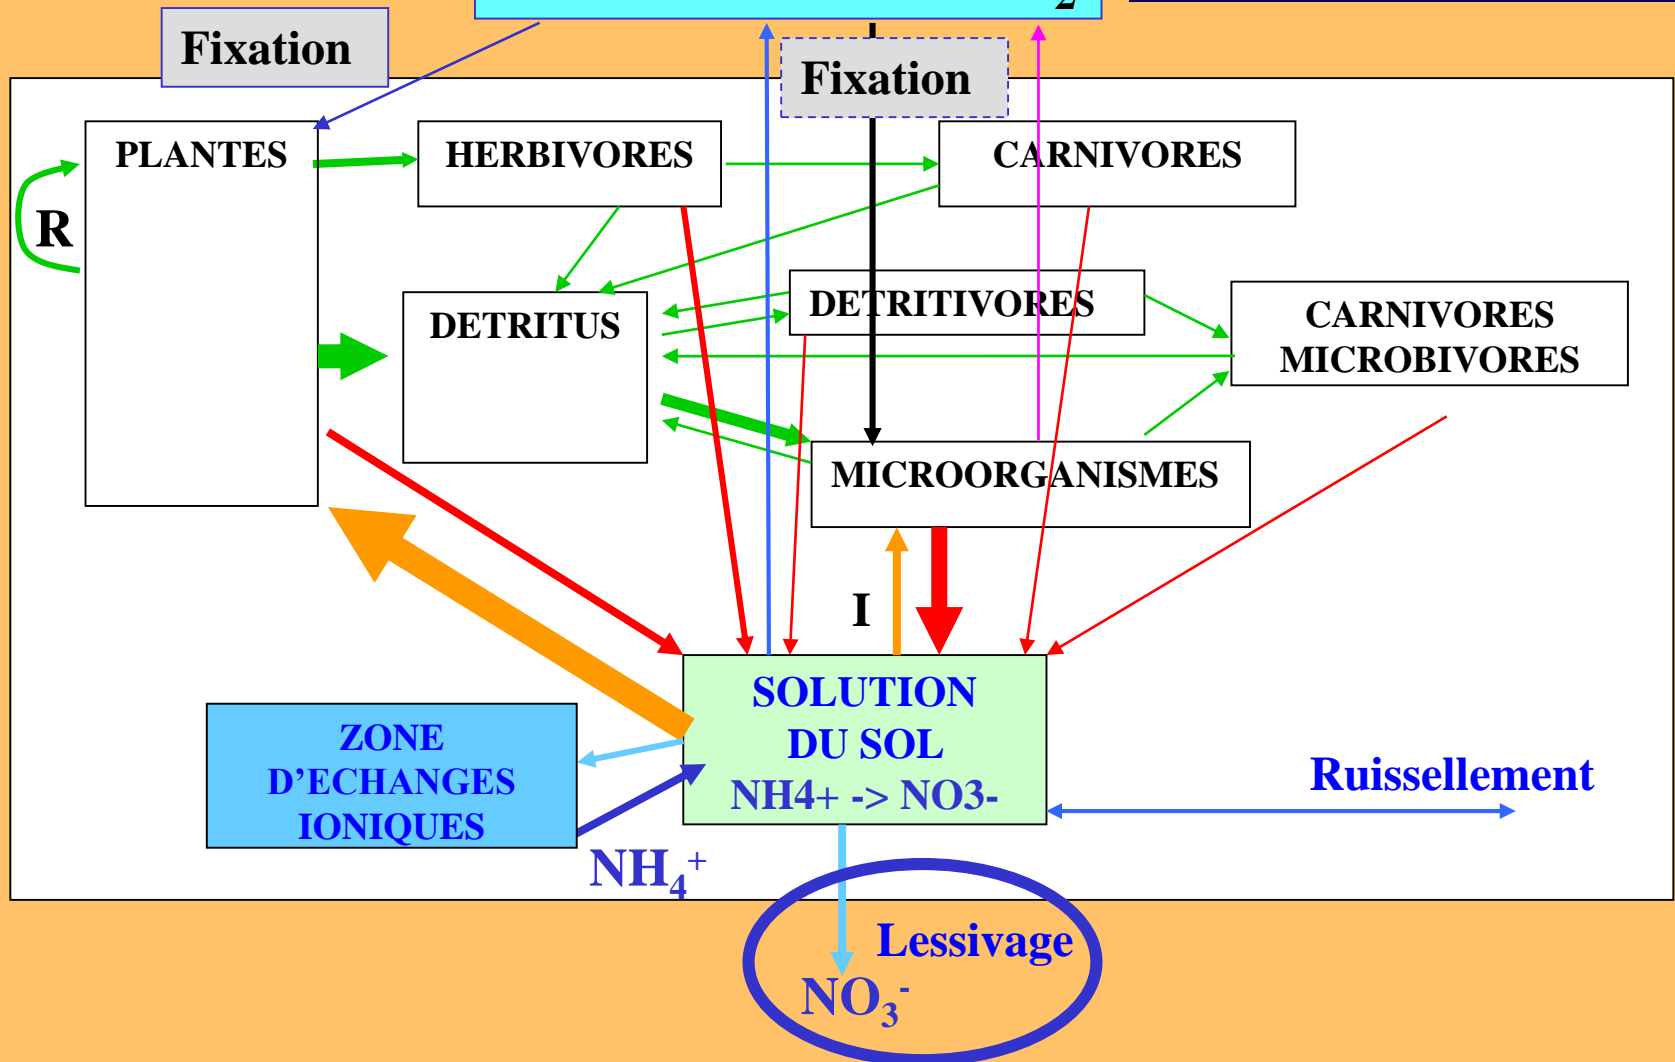 2
Fixation
Fixation
PLANTES
HERBIVORES
CARNIVORES
R
DETRITUS
DETRITIVORES
CARNIVORES
MICROBIVORES
MICROORGANISMES
I
SOLUTION
DU SOL
NH4+ -> NO3-
ZONE
D’ECHANGES
IONIQUES
Ruissellement
NH₄⁺
Lessivage
NO₃⁻